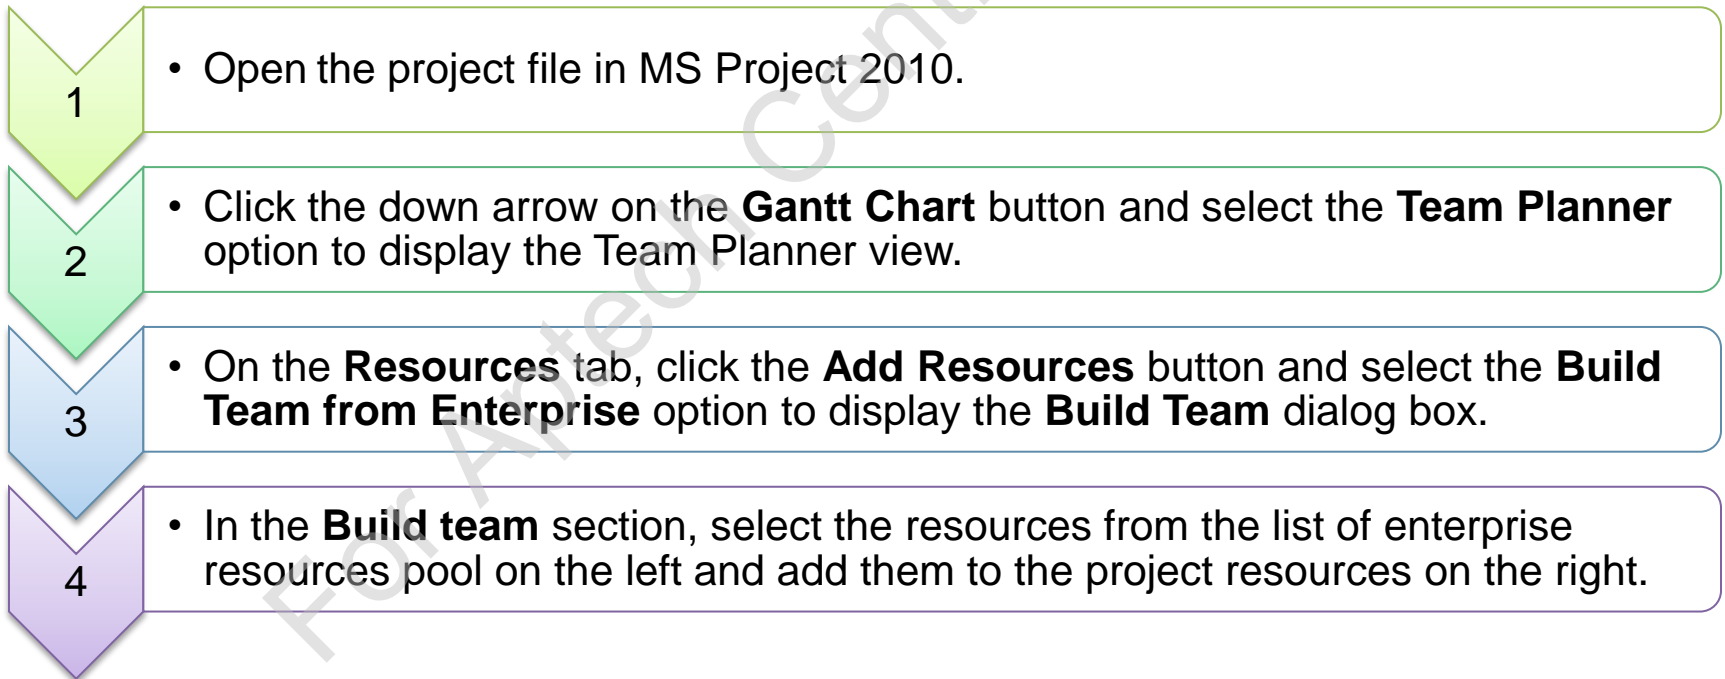 1
• Open the project file in MS Project 2010.
2
• Click the down arrow on the Gantt Chart button and select the Team Planner
option to display the Team Planner view.
3
• On the Resources tab, click the Add Resources button and select the Build
Team from Enterprise option to display the Build Team dialog box.
4
• In the Build team section, select the resources from the list of enterprise
resources pool on the left and add them to the project resources on the right.
For Aptech